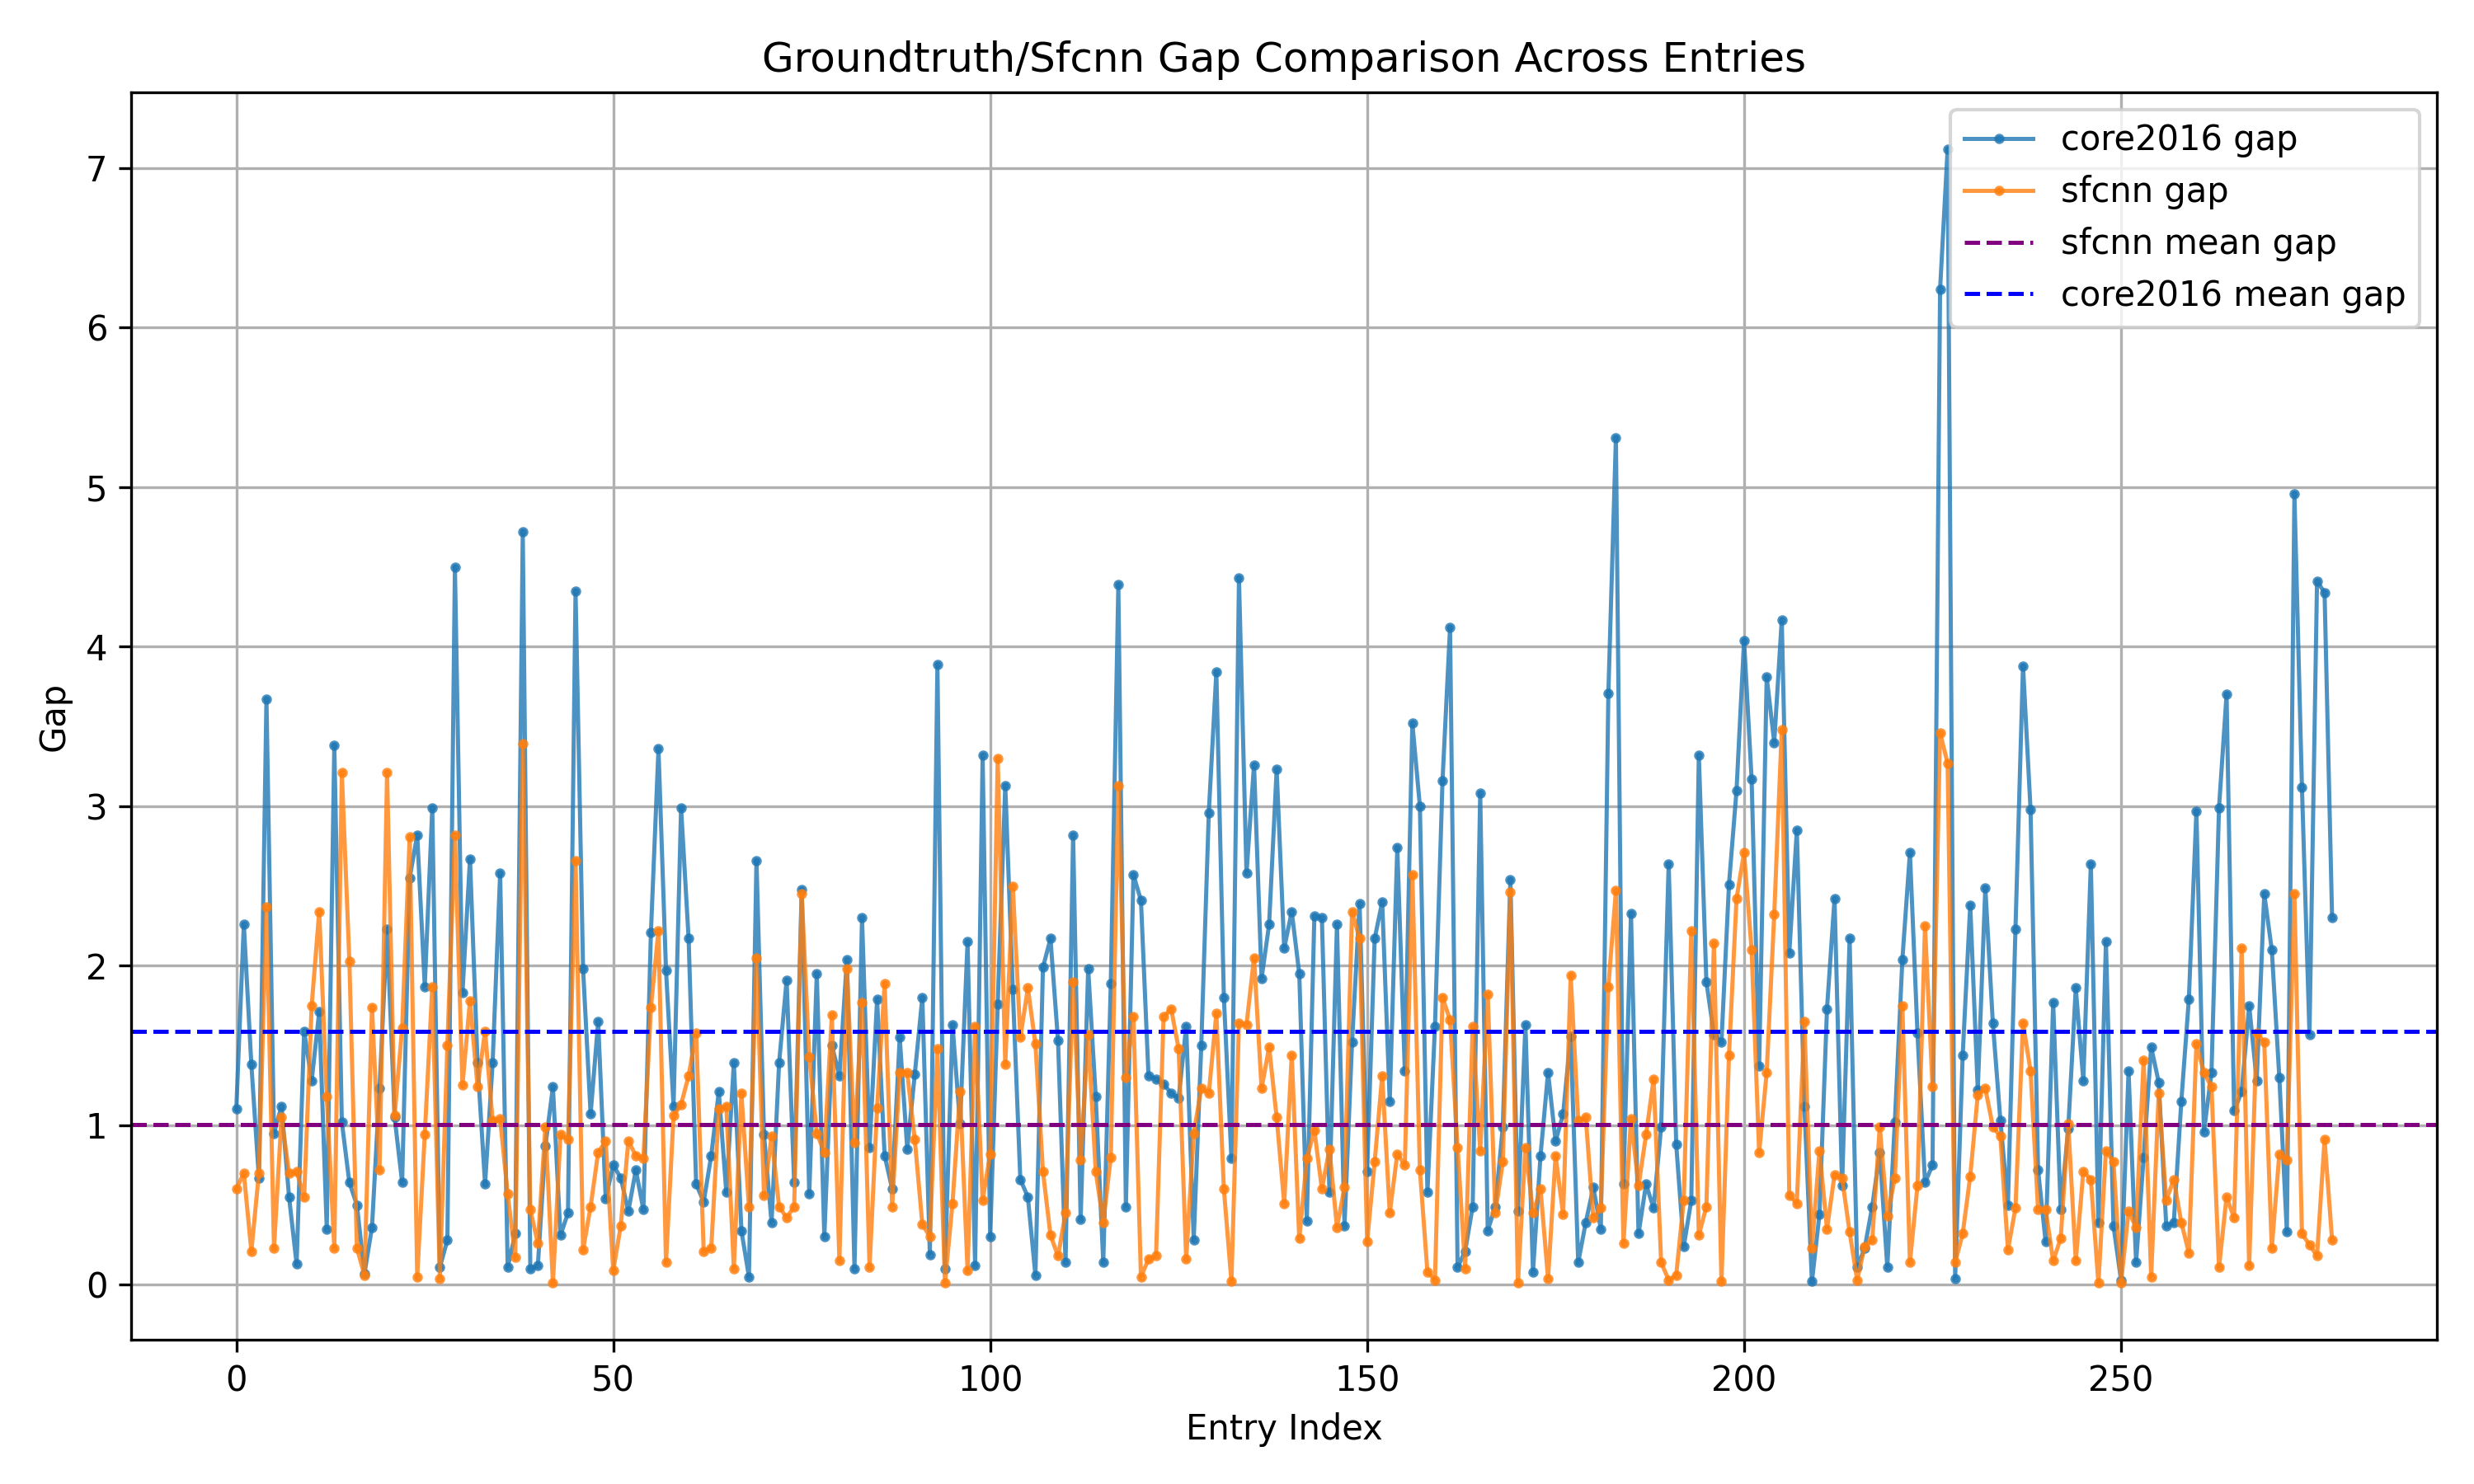 Groundtruth/Sfcnn Gap Comparison Across Entries
core2016 gap
sfcnn gap
sfcnn mean gap
core2016 mean gap
7
6
5
4
3
2
1
0
Gap
0 50 100 150 200 250
Entry Index